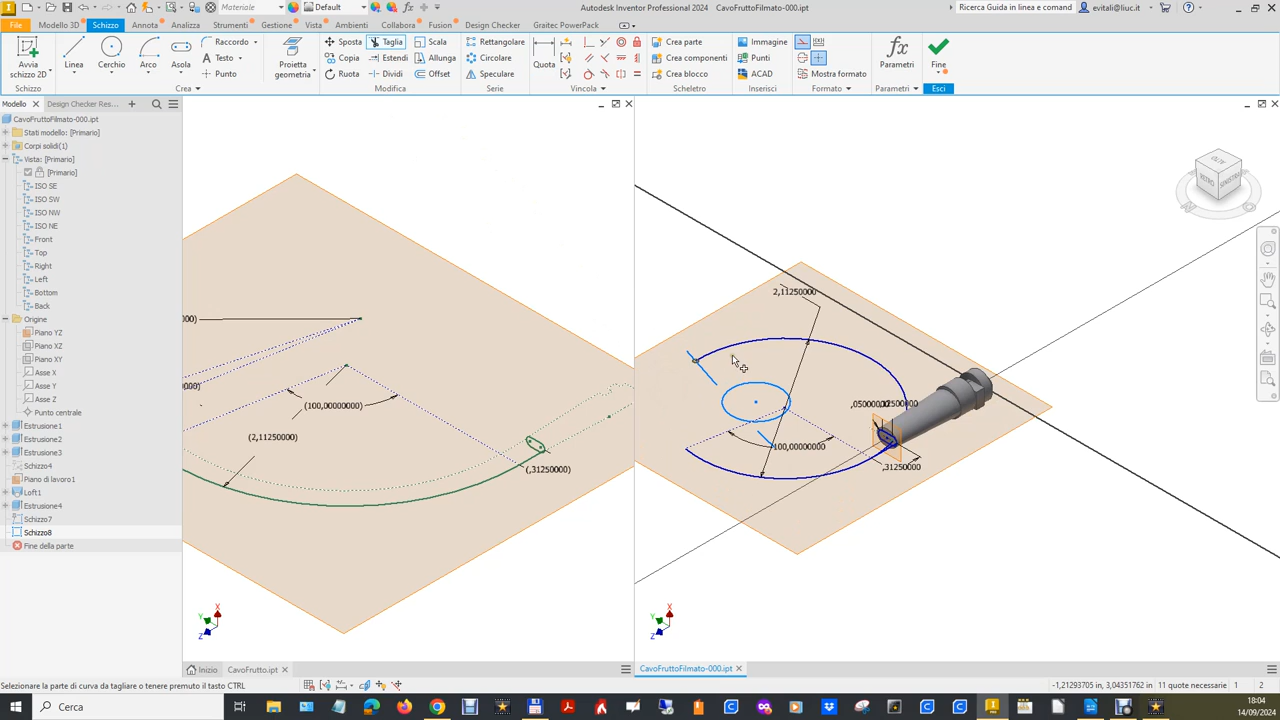 Materiale
Default
Autodesk Inventor Professional 2024
CavoFruttoFilmato-000.ipt
Ricerca Guida in linea e comandi
evitali@liuc.it
File
Modello 3D
Schizzo
Annota
Analizza
Strumenti
Gestione
Vista
Ambienti
Collabora
Fusion
Design Checker
Graitec PowerPack
Avvia schizzo 2D
Linea
Cerchio
Arco
Asola
Raccordo
Testo
Punto
Proietta geometria
Sposta
Copia
Ruota
Taglia
Estendi
Dividi
Scala
Allunga
Offset
Rettangolare
Circolare
Speculare
Quota
Crea parte
Crea componenti
Crea blocco
Immagine
Punti
ACAD
Mostra formato
fx
Parametri
Fine
Schizzo
Crea
Modifica
Serie
Vincola
Scheletro
Inserisci
Formato
Parametri
Esci
Modello
Design Checker Res...
CavoFruttoFilmato-000.ipt
Stati modello: [Primario]
Corpi solidi(1)
Vista: [Primario]
[Primario]
ISO SE
ISO SW
ISO NW
ISO NE
Front
Top
Right
Left
Bottom
Back
Origine
Piano YZ
Piano XZ
Piano XY
Asse X
Asse Y
Asse Z
Punto centrale
Estrusione1
Estrusione2
Estrusione3
Schizzo4
Piano di lavoro1
Loft1
Estrusione4
Schizzo7
Schizzo8
Fine della parte
(100,00000000)
(2,11250000)
(,31250000)
X
Y
Z
2,11250000
100,00000000
,31250000
ALTO
RETRO
SINISTRO
X
Y
Z
Inizio
CavoFrutto.ipt
CavoFruttoFilmato-000.ipt
Selezionare la parte di curva da tagliare o tenere premuto il tasto CTRL
-1,21293705 in, 3,04351762 in
11 quote necessarie
1
2
Cerca
18:04
14/09/2024